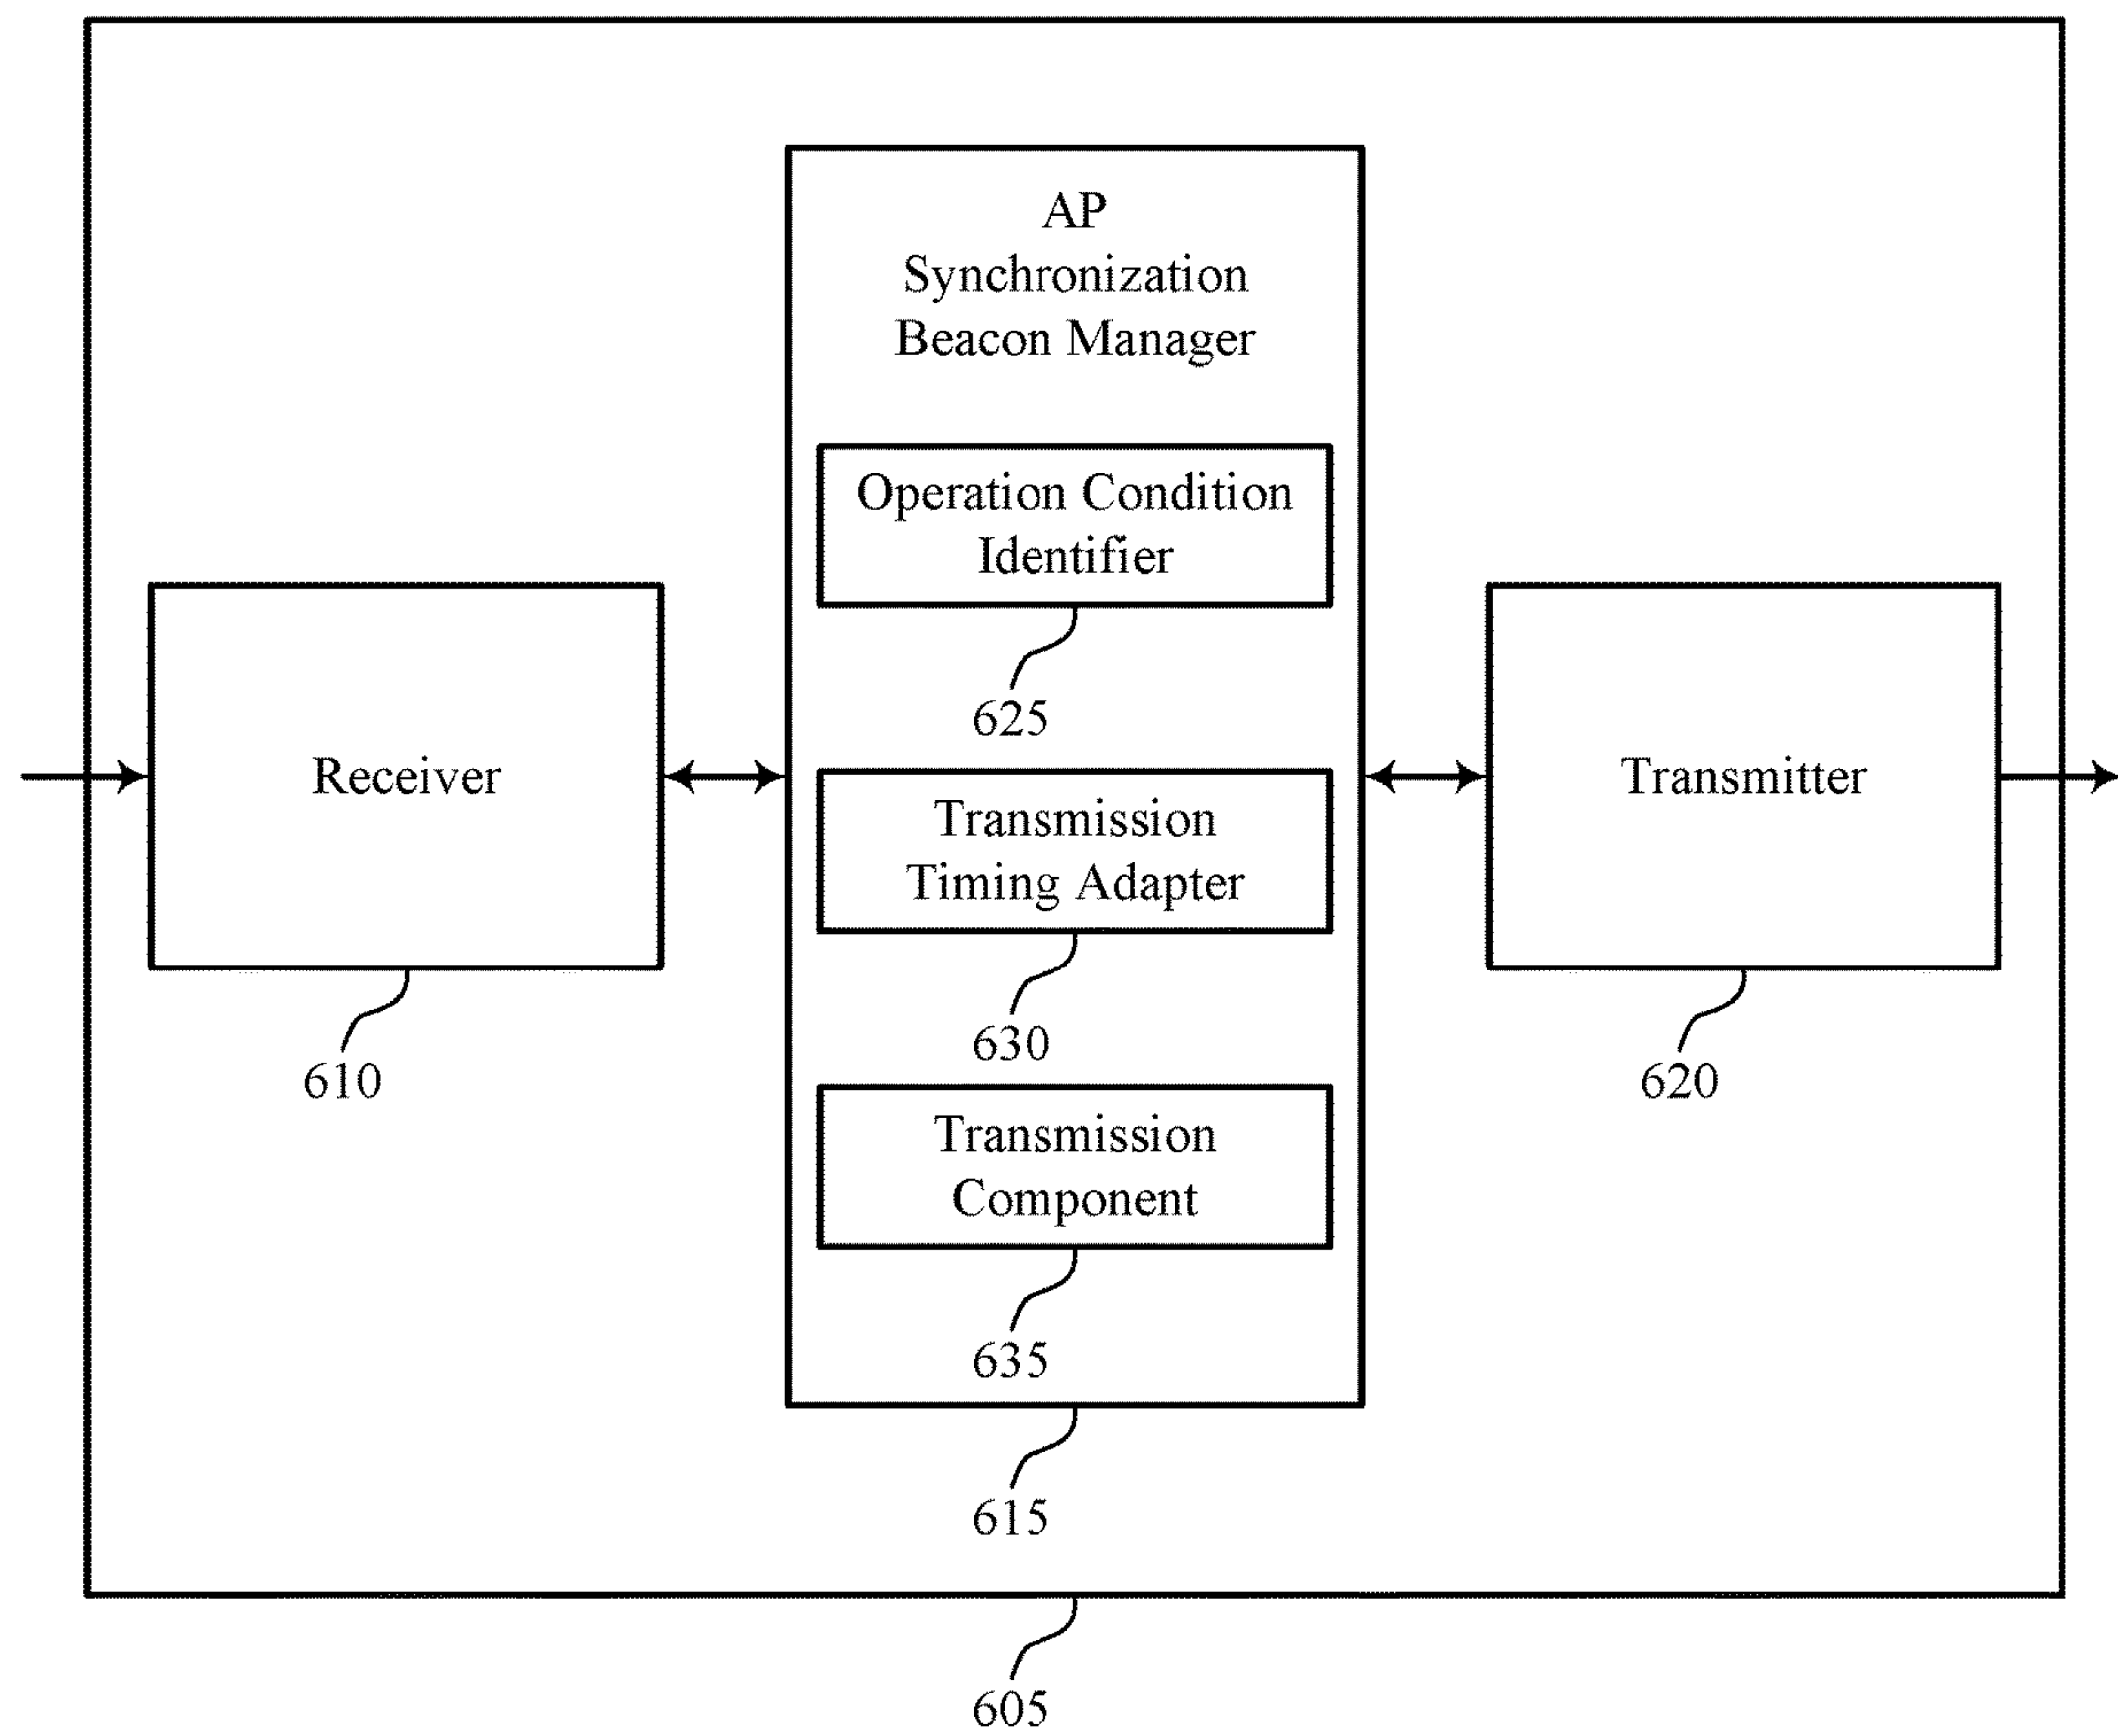 AP
Synchronization
Beacon Manager
Operation Condition
Identifier
625
Receiver
610
Transmission
Timing Adapter
630
Transmission
Component
635
615
Transmitter
620
605